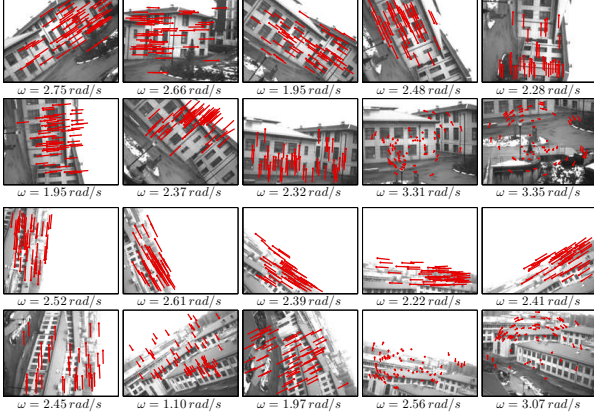 ω = 2.75 rad/s ω = 2.66 rad/s ω = 1.95 rad/s ω = 2.48 rad/s ω = 2.28 rad/s
ω = 1.95 rad/s ω = 2.37 rad/s ω = 2.32 rad/s ω = 3.31 rad/s ω = 3.35 rad/s
ω = 2.52 rad/s ω = 2.61 rad/s ω = 2.39 rad/s ω = 2.22 rad/s ω = 2.41 rad/s
ω = 2.45 rad/s ω = 1.10 rad/s ω = 1.97 rad/s ω = 2.56 rad/s ω = 3.07 rad/s